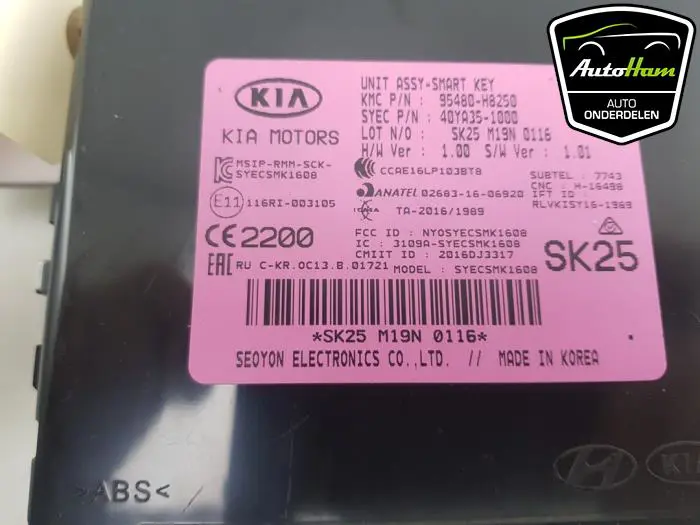 AUTOHAM
AUTO
ONDERDELEN
KIA
KIA MOTORS
UNIT ASSY-SMART KEY
KMC P/N : 95480-H8250
SYEC P/N : 40YA35-1000
LOT N/O : SK25 M19N 0116
H/W Ver : 1.00 S/W Ver : 1.01
MSIP-RMM-SCK-
SYECSMK1608
CCAE16LP103BT8
SUBTEL : 7743
CNC : H-16498
IFT ID :
RLVKISY16-1989
ANATEL 02683-16-06920
E11 116RI-003105
TA-2016/1989
CE 2200
FCC ID : NYOSYECSMK1608
IC : 3109A-SYECSMK1608
CMIIT ID : 2016DJ3317
MODEL : SYECSMK1608
EAC RU C-KR.OC13.B.01721
SK25
*SK25 M19N 0116*
SEOYON ELECTRONICS CO.,LTD. // MADE IN KOREA
>ABS<
KIA